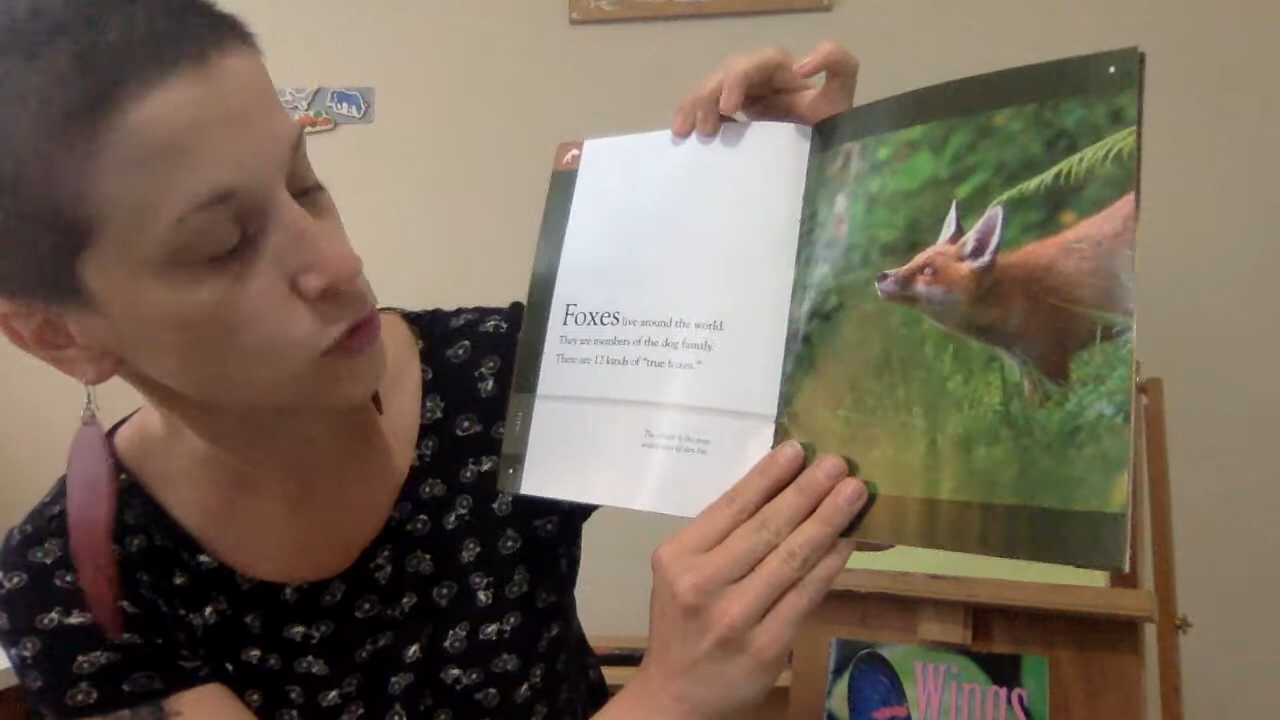 Foxes live around the world.
They are members of the dog family.
There are 12 kinds of "true foxes."
Wings